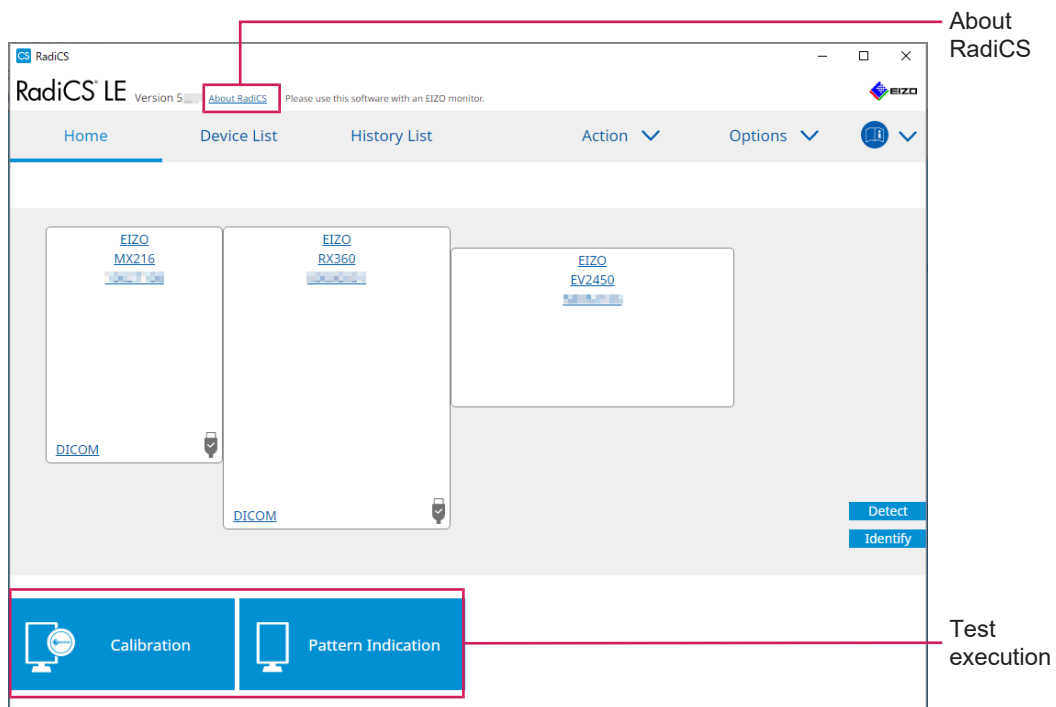 About
RadiCS
CS RadiCS
RadiCS® LE Version 5 About RadiCS Please use this software with an EIZO monitor.
EIZO
Home Device List History List Action Options
EIZO
MX216
EIZO
RX360
EIZO
EV2450
DICOM
DICOM
Detect
Identify
Calibration Pattern Indication
Test
execution